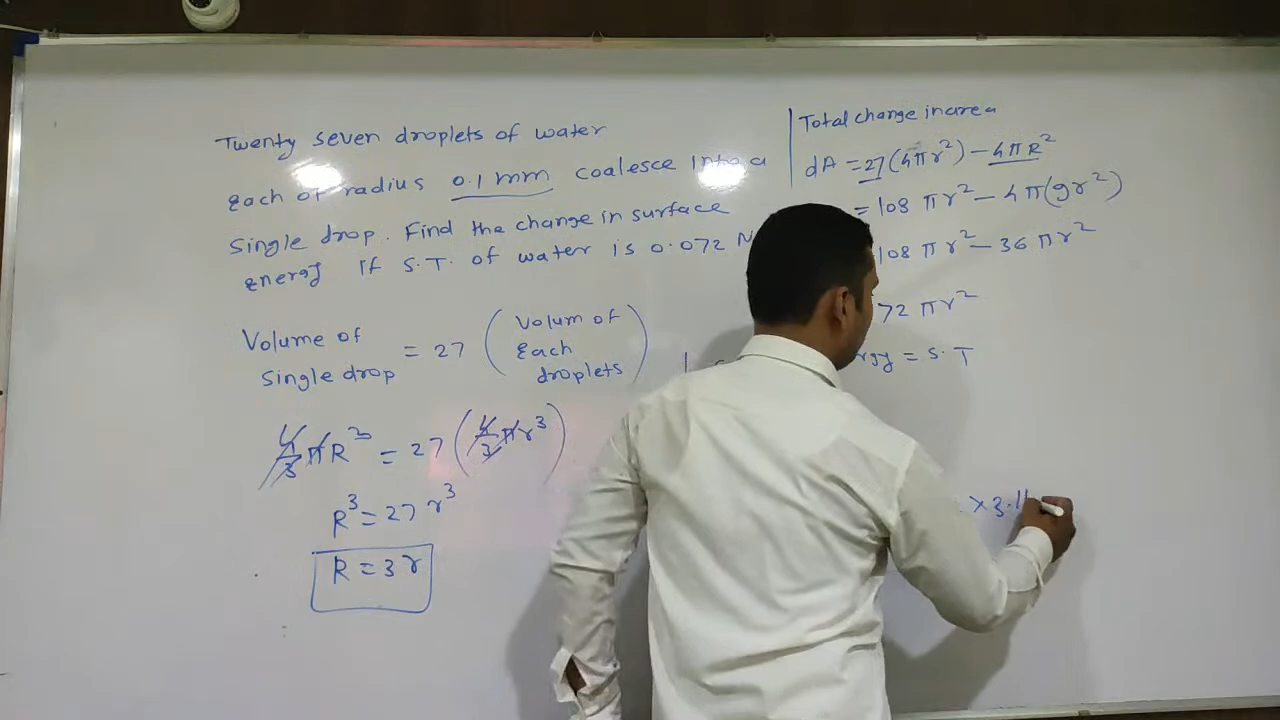 Twenty seven droplets of water
each of radius 0.1 mm coalesce into a
single drop. Find the change in surface
energy If S.T. of water is 0.072 N
Volume of
single drop = 27 ( Volum of
Each
droplets )
4/3 πR³ = 27 ( 4/3 πr³ )
R³ = 27 r³
R = 3r
Total change in area
dA = 27(4πr²) - 4πR²
= 108 πr² - 4π(9r²)
108 πr² - 36 πr²
72 πr²
rgy = S.T
× 3.1